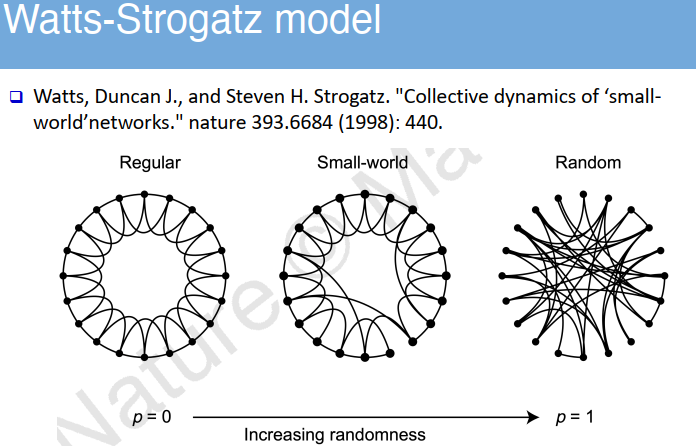 Watts-Strogatz model
Watts, Duncan J., and Steven H. Strogatz. "Collective dynamics of ‘small-
world’networks." nature 393.6684 (1998): 440.
Regular
Small-world
Random
Nature © Ma
p = 0
p = 1
Increasing randomness